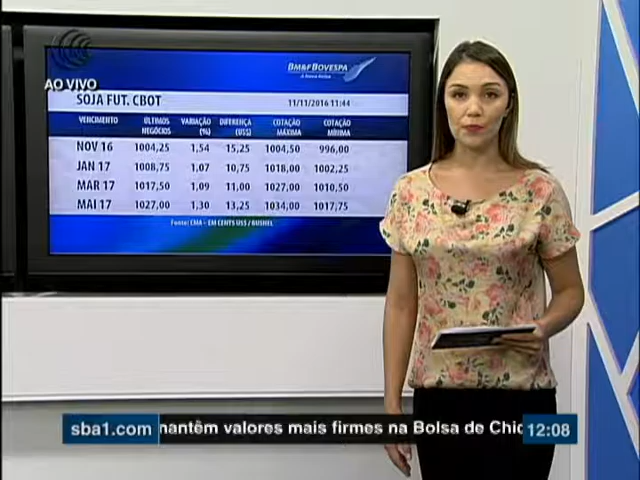 AO VIVO
BM&FBOVESPA
A Nova Bolsa
SOJA FUT. CBOT 11/11/2016 11:44
VENCIMENTO ÚLTIMOS NEGÓCIOS VARIAÇÃO (%) DIFERENÇA (US$) COTAÇÃO MÁXIMA COTAÇÃO MÍNIMA
NOV 16 1004,25 1,54 15,25 1004,50 996,00
JAN 17 1008,75 1,07 10,75 1018,00 1002,25
MAR 17 1017,50 1,09 11,00 1027,00 1010,50
MAI 17 1027,00 1,30 13,25 1034,00 1017,75
Fonte: CMA - EM CENTS US$ / BUSHEL
sba1.com mantêm valores mais firmes na Bolsa de Chic 12:08